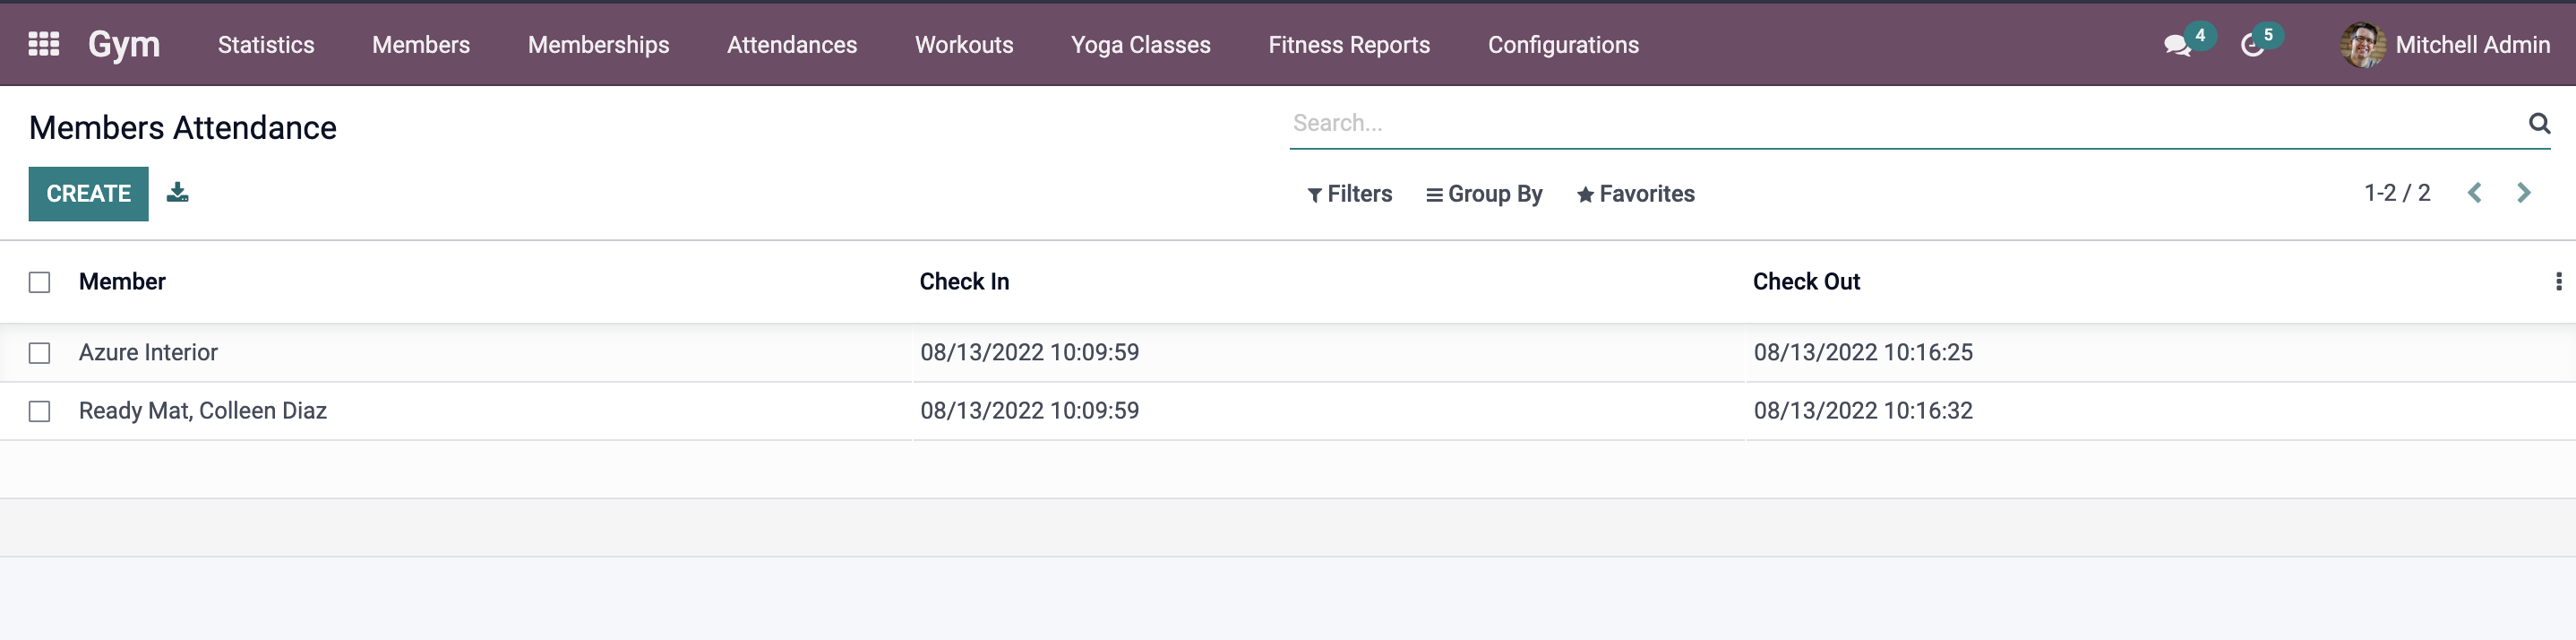 Gym Statistics Members Memberships Attendances Workouts Yoga Classes Fitness Reports Configurations 4 5 Mitchell Admin
Members Attendance Search...
CREATE Filters Group By Favorites 1-2 / 2
Member Check In Check Out
Azure Interior 08/13/2022 10:09:59 08/13/2022 10:16:25
Ready Mat, Colleen Diaz 08/13/2022 10:09:59 08/13/2022 10:16:32